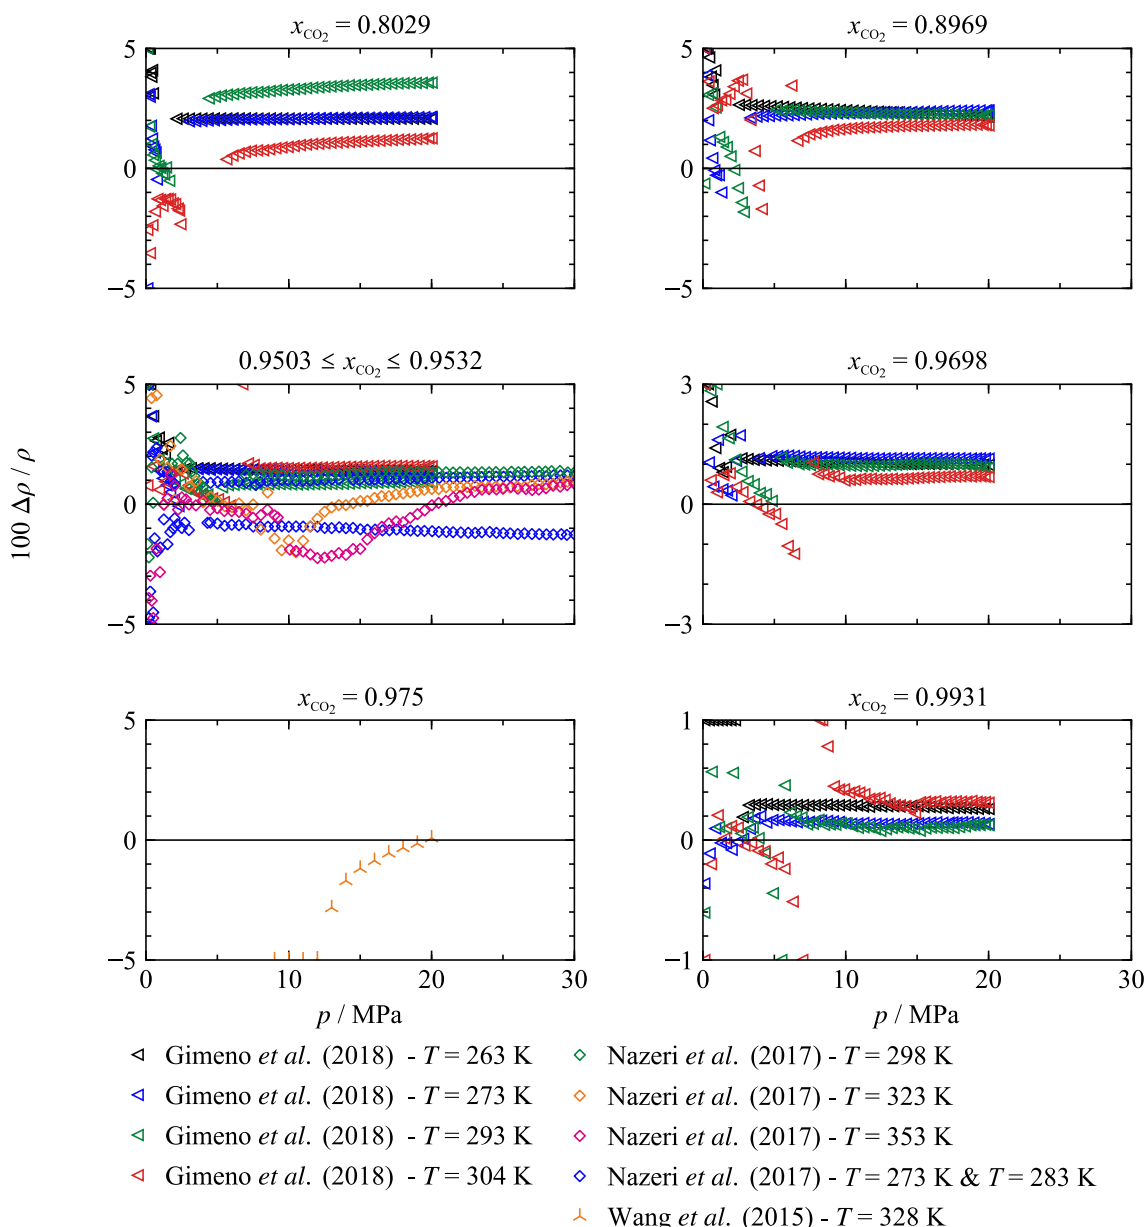 x_CO₂ = 0.8029
x_CO₂ = 0.8969
5
0
−5
5
0
−5
0.9503 ≤ x_CO₂ ≤ 0.9532
x_CO₂ = 0.9698
5
0
−5
3
0
−3
100 Δρ / ρ
x_CO₂ = 0.975
x_CO₂ = 0.9931
5
0
−5
1
0
−1
0 10 20 30
0 10 20 30
p / MPa
p / MPa
Gimeno et al. (2018) - T = 263 K
Gimeno et al. (2018) - T = 273 K
Gimeno et al. (2018) - T = 293 K
Gimeno et al. (2018) - T = 304 K
Nazeri et al. (2017) - T = 298 K
Nazeri et al. (2017) - T = 323 K
Nazeri et al. (2017) - T = 353 K
Nazeri et al. (2017) - T = 273 K & T = 283 K
Wang et al. (2015) - T = 328 K